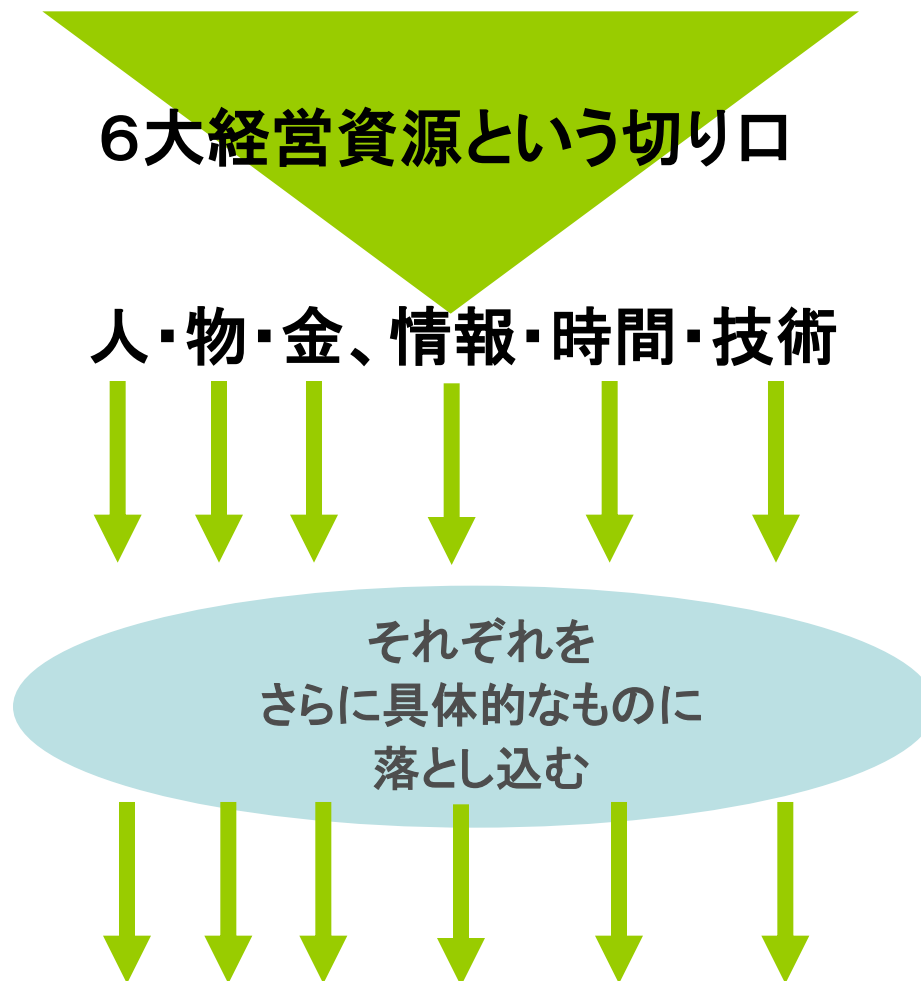 ６大経営資源という切り口
人・物・金、情報・時間・技術
それぞれを
さらに具体的なものに
落とし込む